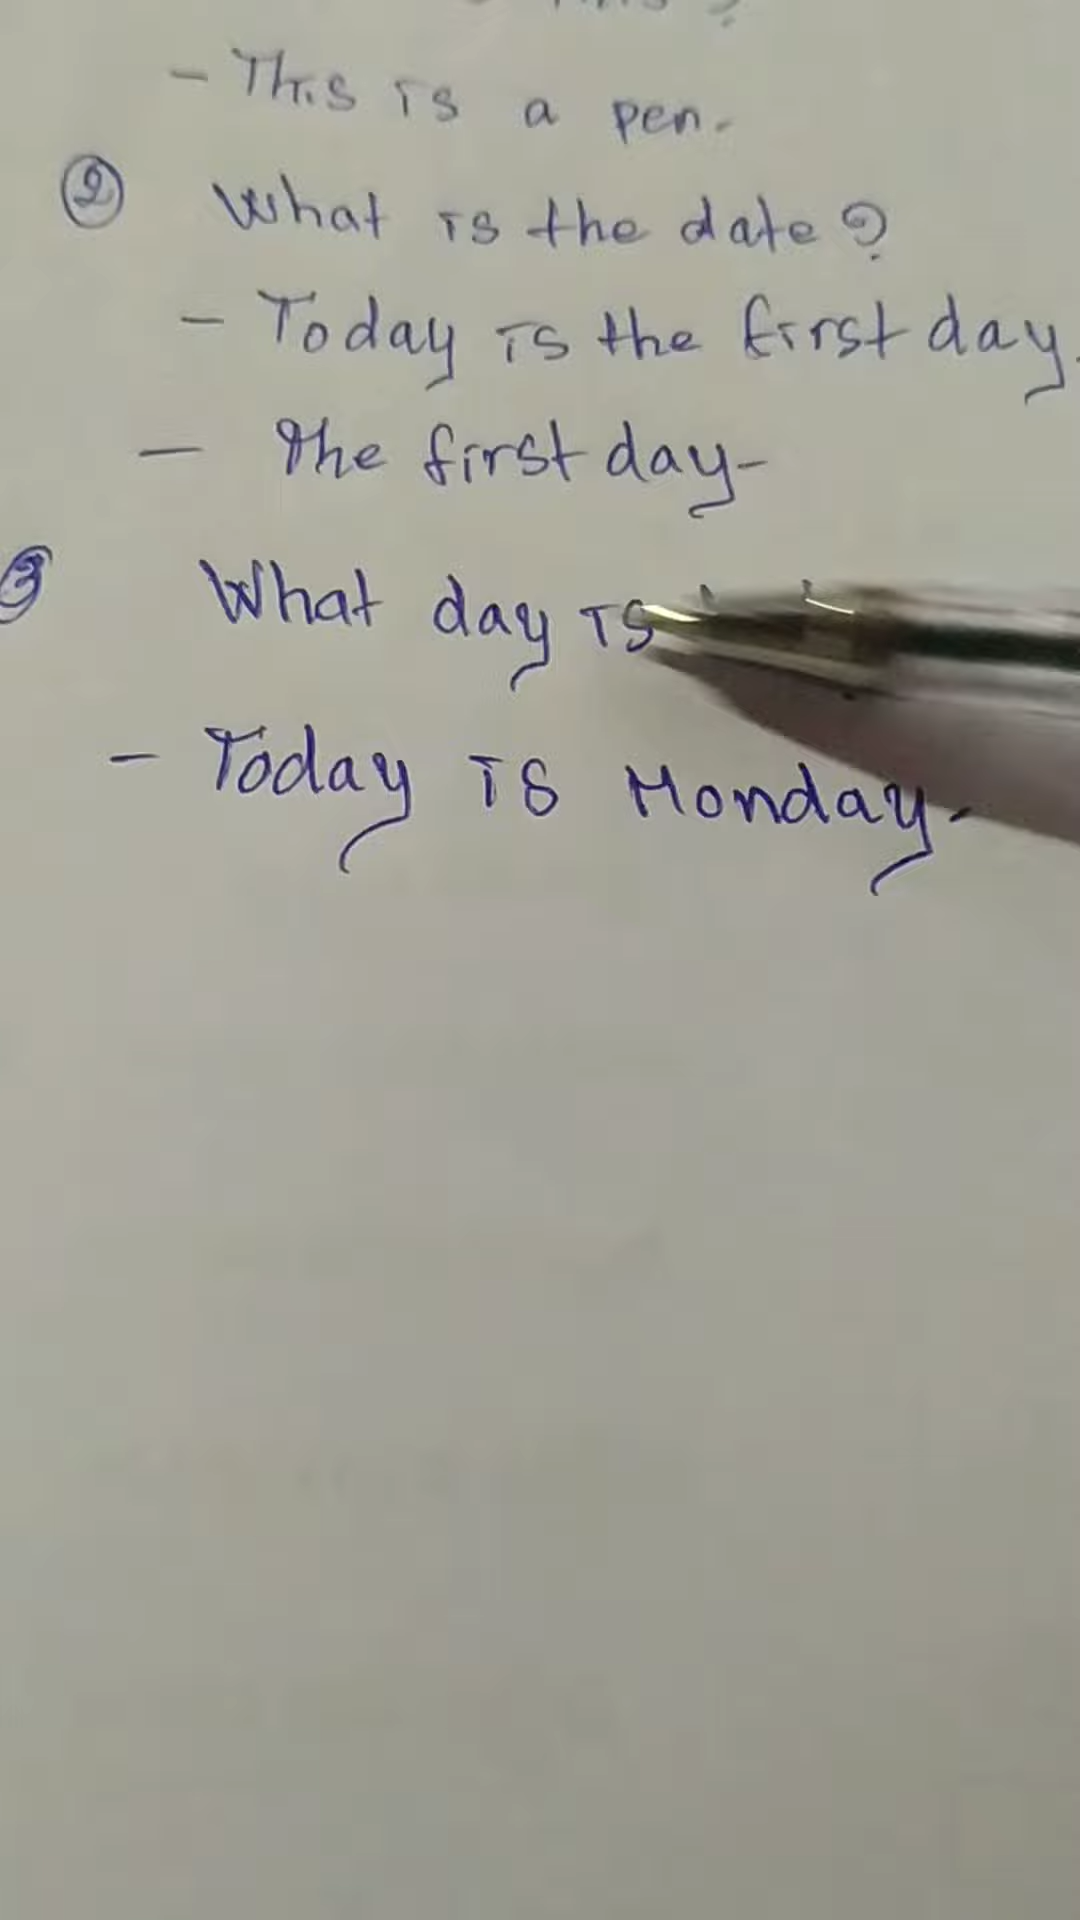 - This is a pen.
② What is the date?
- Today is the first day.
- The first day-
③ What day is
- Today is Monday.